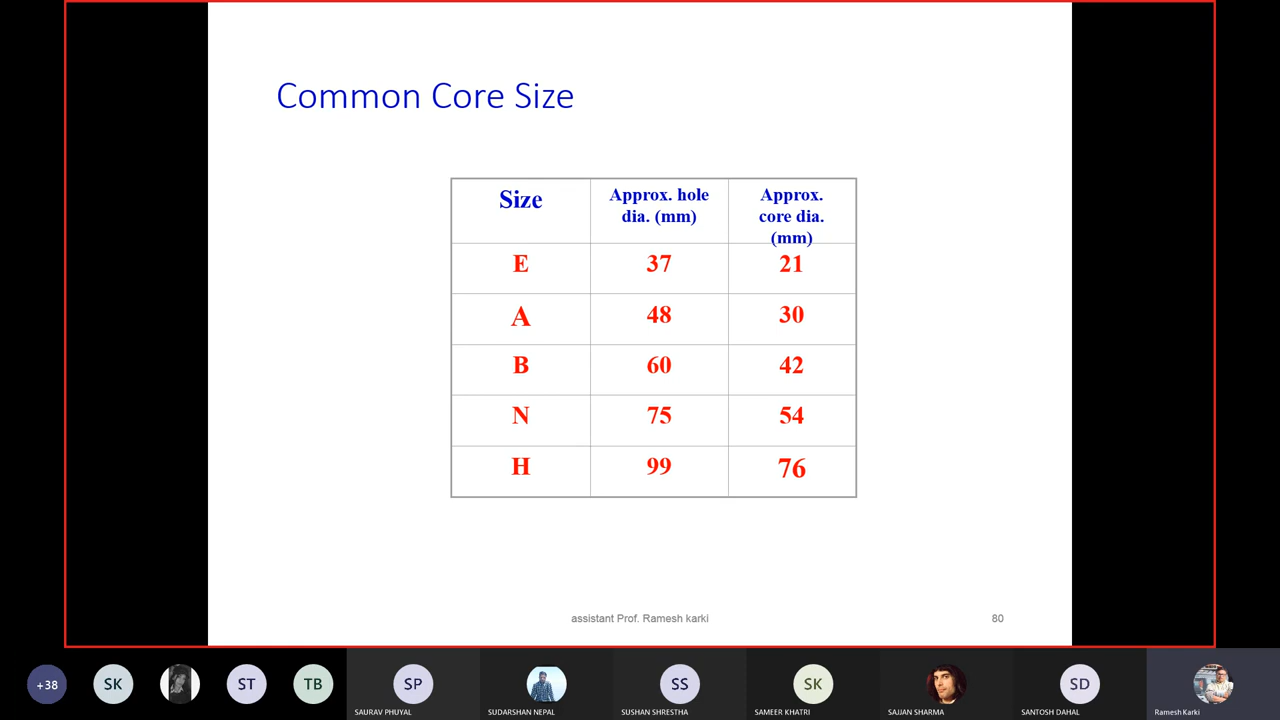 Common Core Size
Size
Approx. hole
dia. (mm)
Approx.
core dia.
(mm)
E 37 21
A 48 30
B 60 42
N 75 54
H 99 76
assistant Prof. Ramesh karki
80
+38
SK
ST
TB
SP
SAURAV PHUYAL
SUDARSHAN NEPAL
SS
SUSHAN SHRESTHA
SK
SAMEER KHATRI
SAJJAN SHARMA
SD
SANTOSH DAHAL
Ramesh Karki